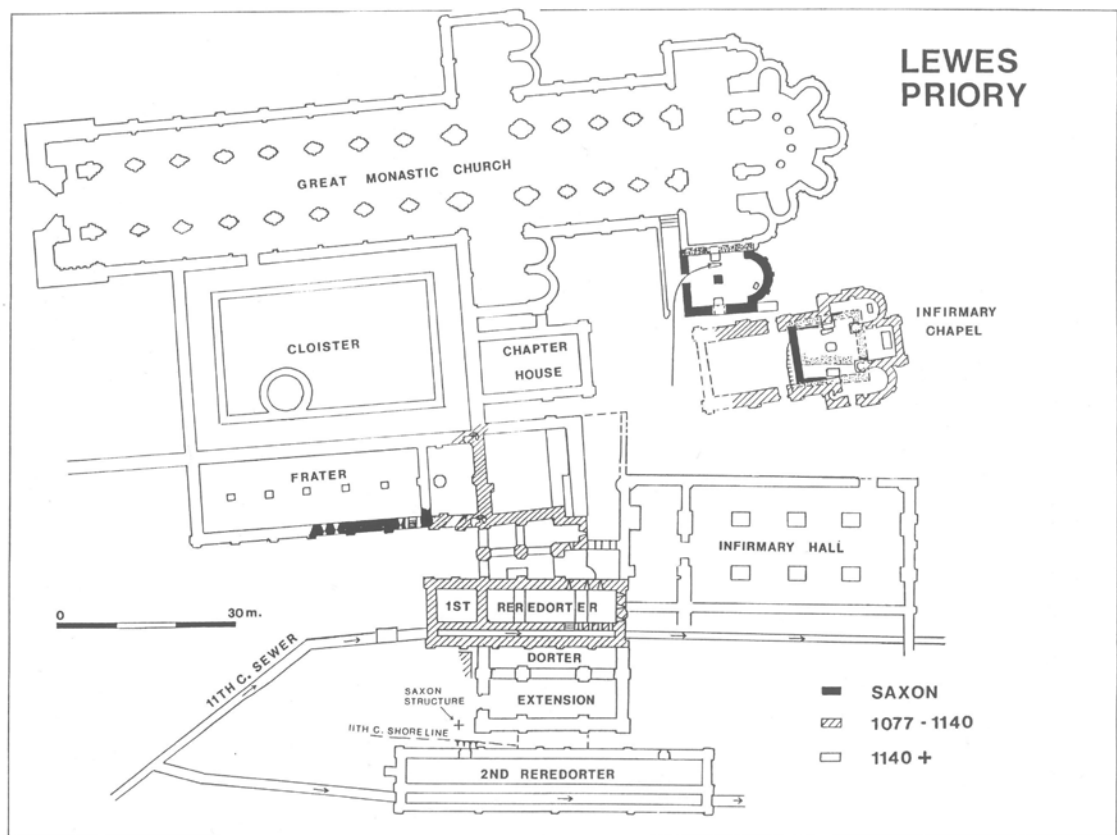 LEWES
PRIORY
GREAT MONASTIC CHURCH
INFIRMARY
CHAPEL
CLOISTER
CHAPTER
HOUSE
FRATER
INFIRMARY HALL
0 30 m.
1ST REREDORTER
11TH C. SEWER
DORTER
EXTENSION
SAXON
STRUCTURE
11TH C. SHORELINE
2ND REREDORTER
SAXON
1077 - 1140
1140 +